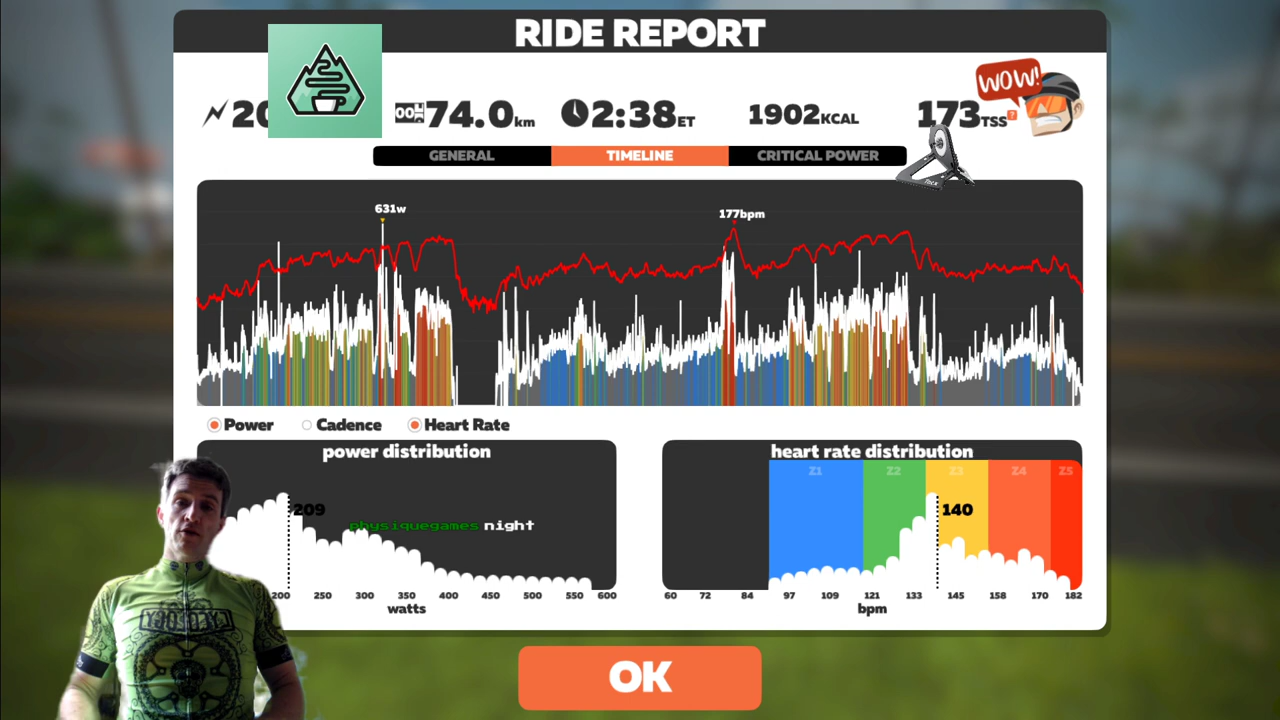 RIDE REPORT
20
74.0km
2:38ET
1902KCAL
173TSS
?
WOW!
GENERAL
TIMELINE
CRITICAL POWER
631w
177bpm
Power
Cadence
Heart Rate
power distribution
209
physiquegames night
200 250 300 350 400 450 500 550 600
watts
heart rate distribution
Z1 Z2 Z3 Z4 Z5
140
60 72 84 97 109 121 133 145 158 170 182
bpm
OK